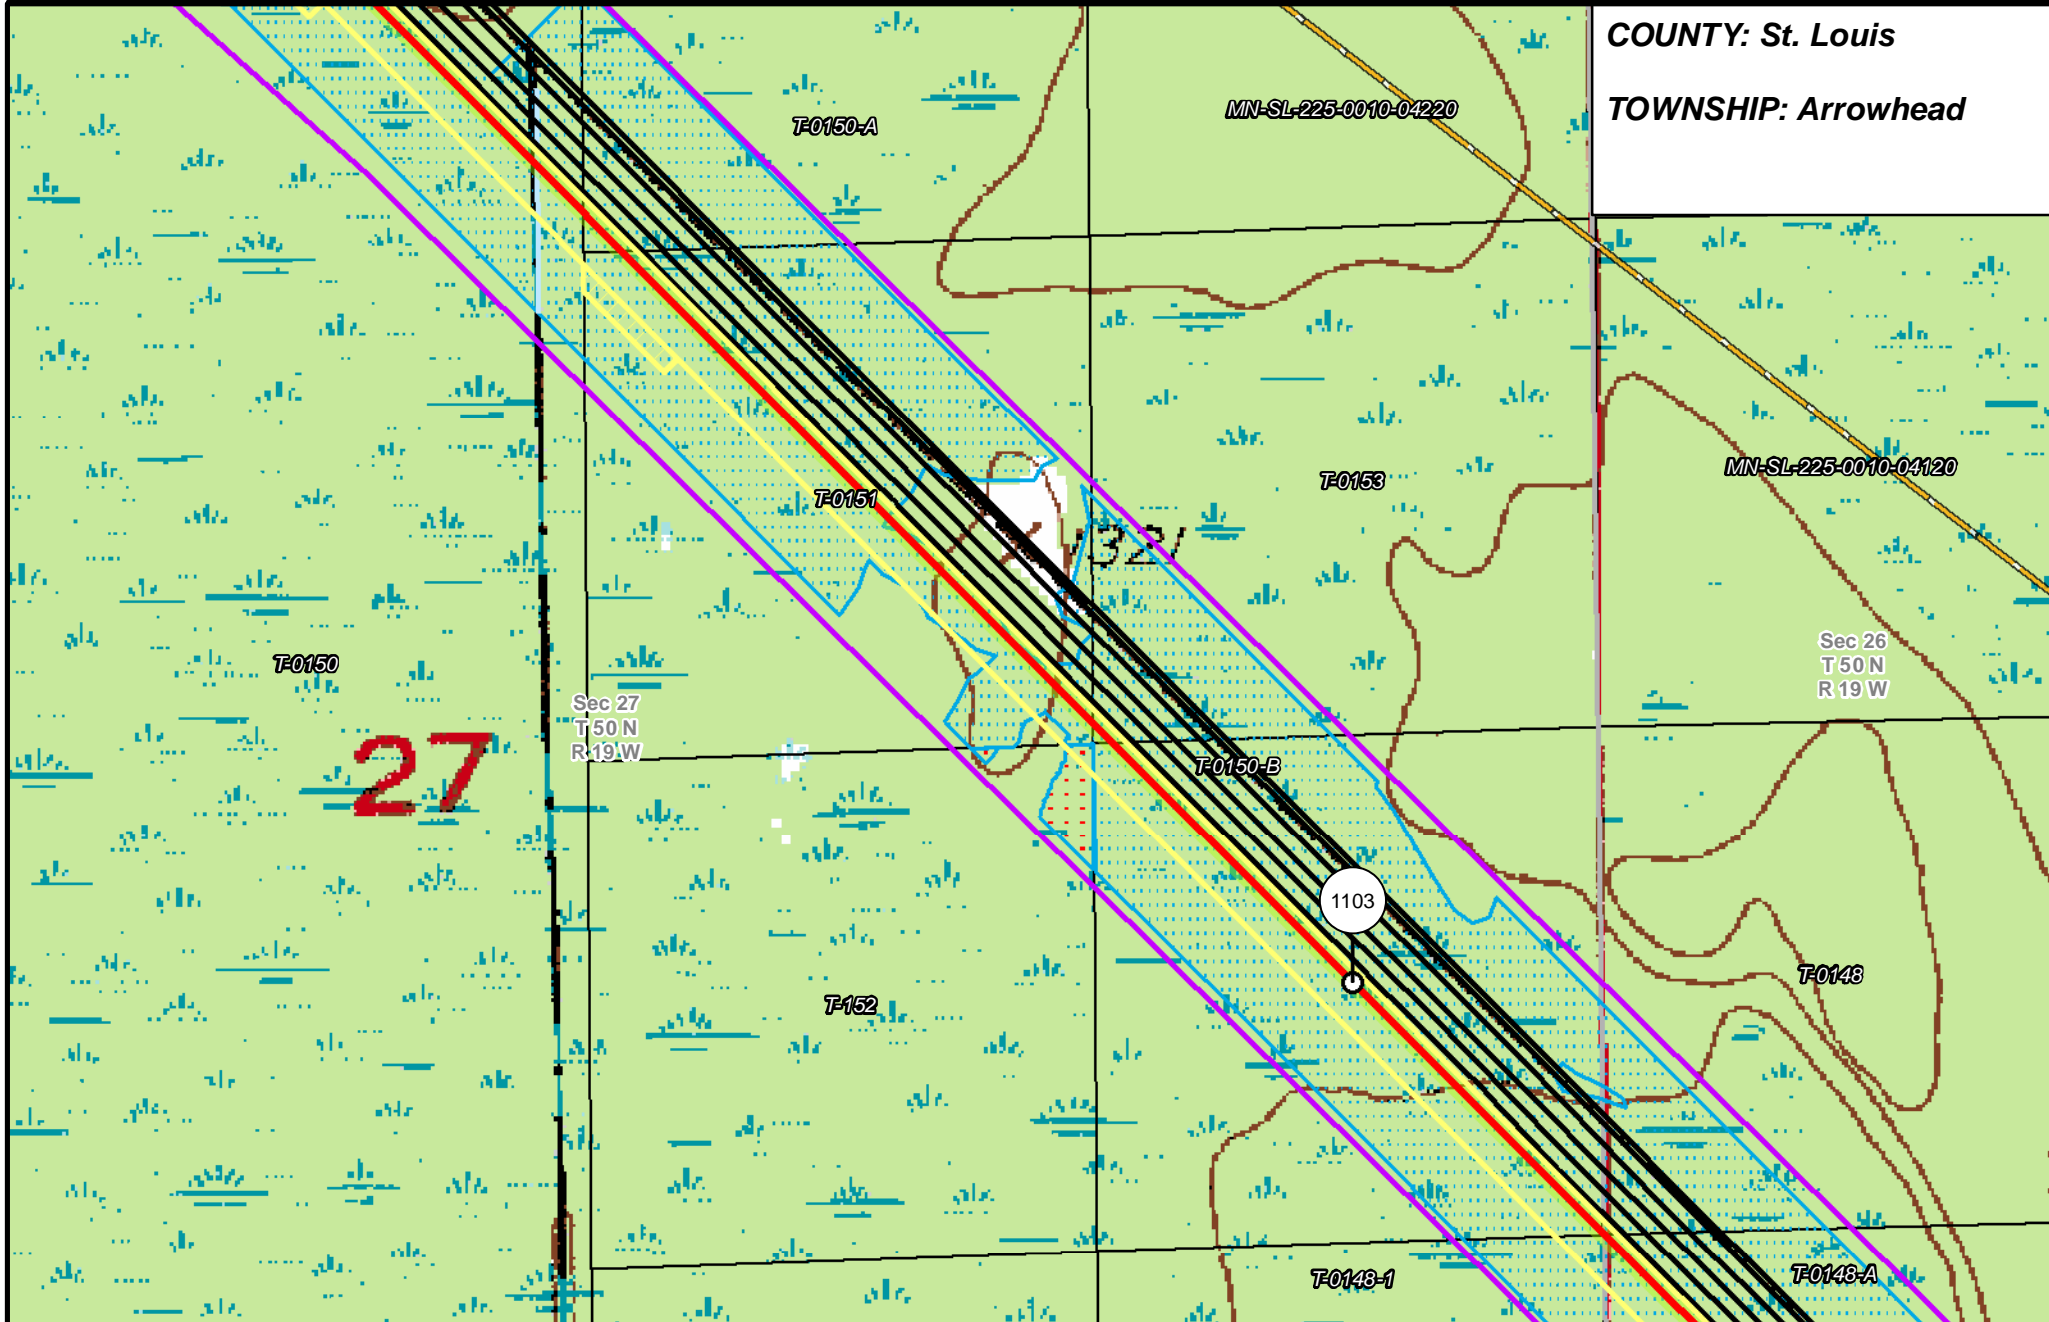 COUNTY: St. Louis
TOWNSHIP: Arrowhead
MN-SL-225-0010-04220
T-0150-A
MN-SL-225-0010-04120
T-0153
T-0151
1321
T-0150
Sec 26
T 50 N
R 19 W
Sec 27
T 50 N
R 19 W
27
T-0150-B
1103
T-0148
T-152
T-0148-1
T-0148-A